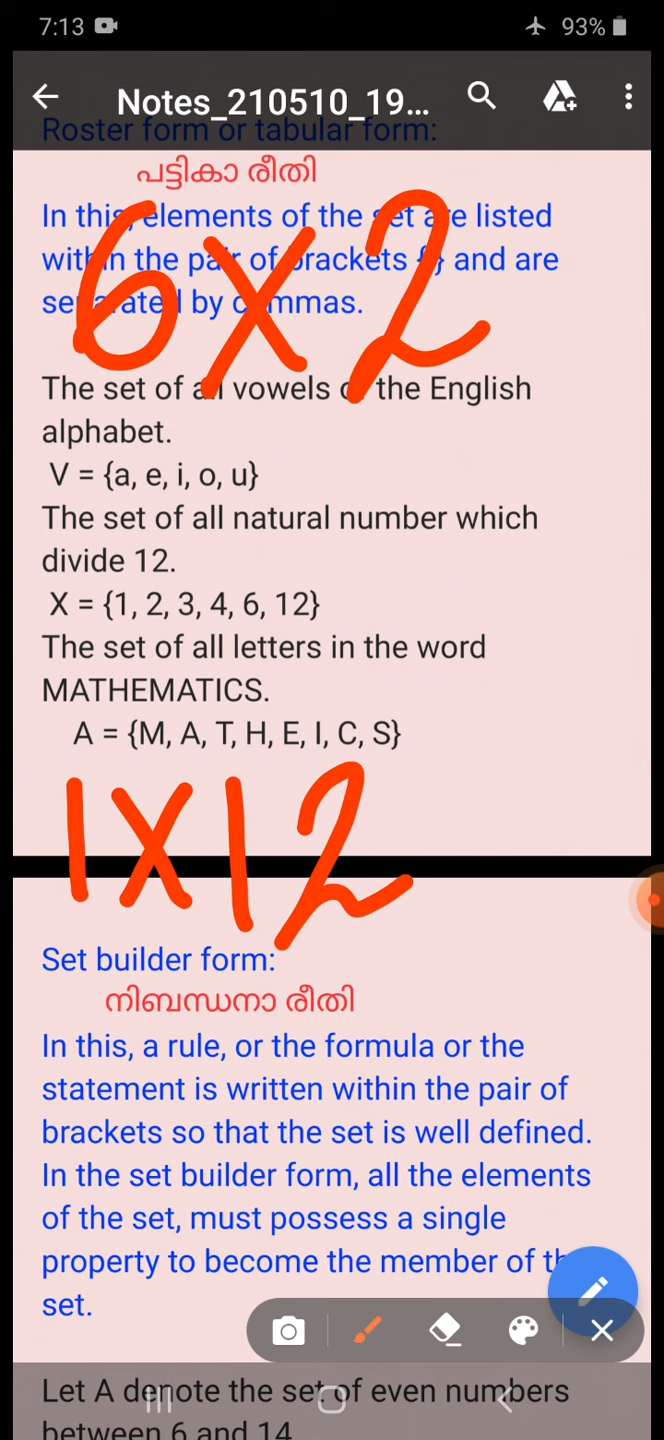 7:13
93%
Notes_210510_19...
Roster form or tabular form:
പട്ടികാ രീതി
In this, elements of the set are listed
within the pair of brackets {} and are
separated by commas.
6 X 2
The set of all vowels of the English
alphabet.
V = {a, e, i, o, u}
The set of all natural number which
divide 12.
X = {1, 2, 3, 4, 6, 12}
The set of all letters in the word
MATHEMATICS.
A = {M, A, T, H, E, I, C, S}
1 X 12
Set builder form:
നിബന്ധനാ രീതി
In this, a rule, or the formula or the
statement is written within the pair of
brackets so that the set is well defined.
In the set builder form, all the elements
of the set, must possess a single
property to become the member of the
set.
Let A denote the set of even numbers
between 6 and 14